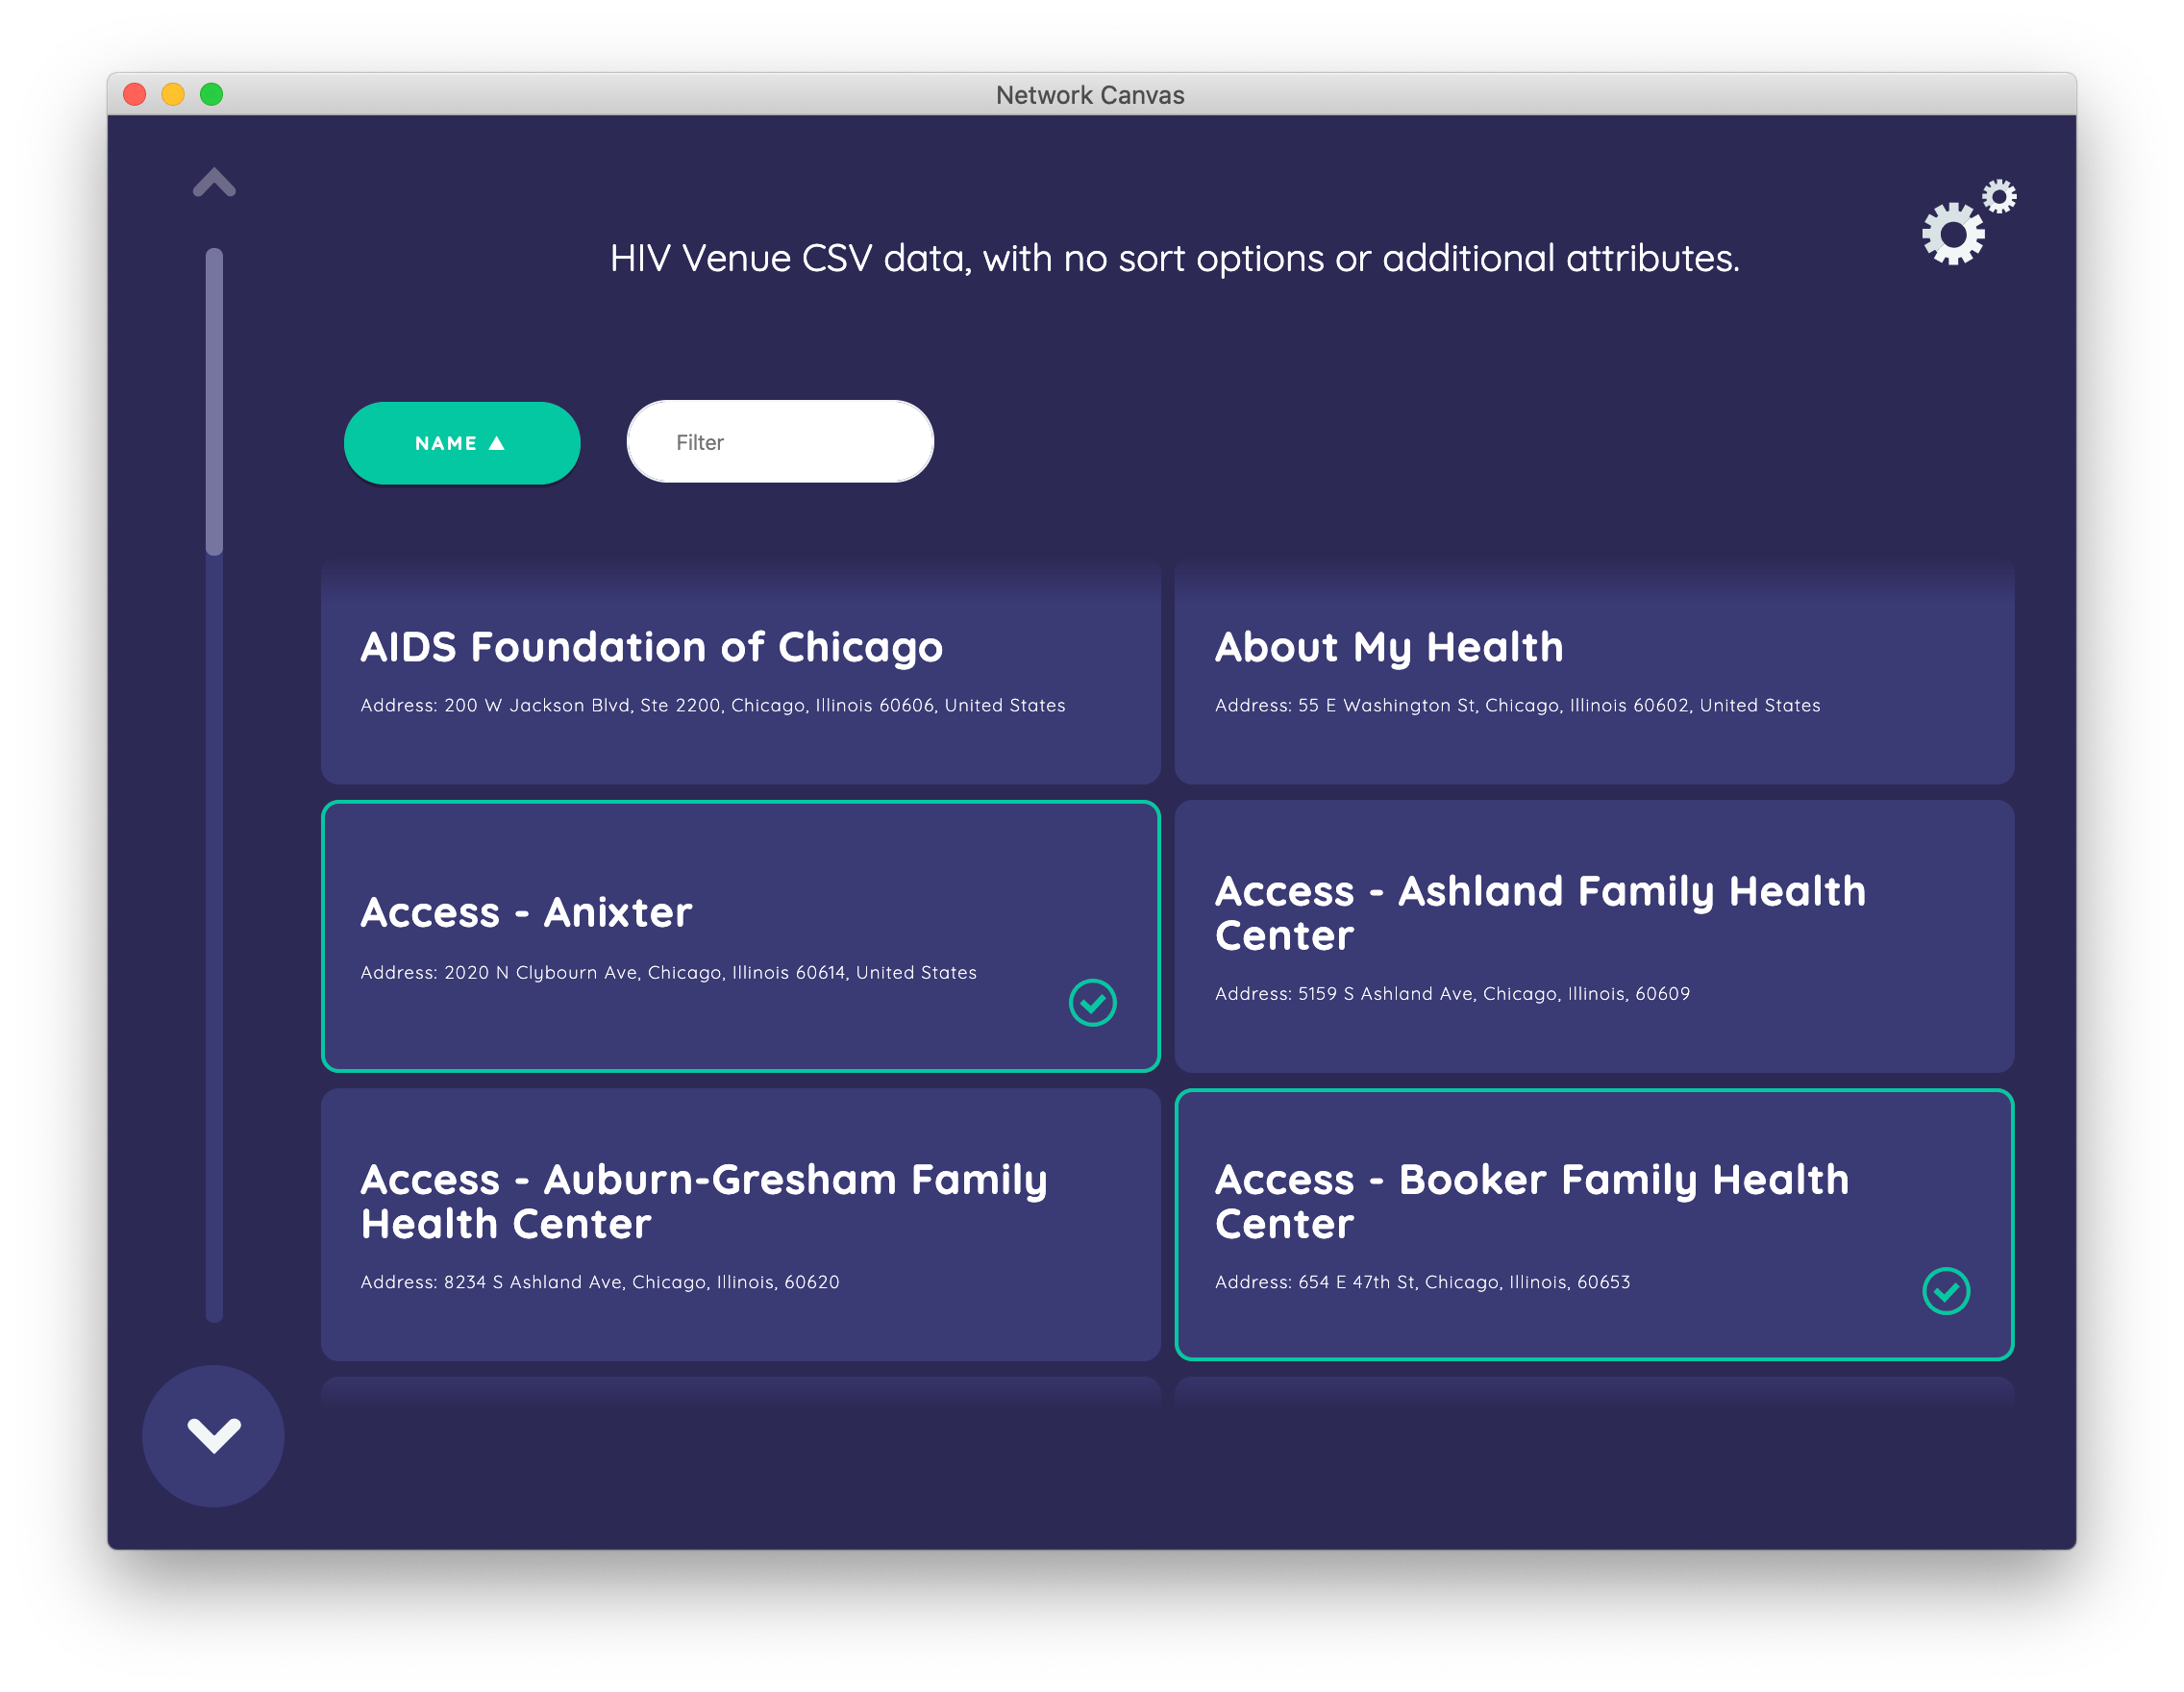 Network Canvas
HIV Venue CSV data, with no sort options or additional attributes.
NAME ▲
Filter
AIDS Foundation of Chicago
Address: 200 W Jackson Blvd, Ste 2200, Chicago, Illinois 60606, United States
About My Health
Address: 55 E Washington St, Chicago, Illinois 60602, United States
Access - Anixter
Address: 2020 N Clybourn Ave, Chicago, Illinois 60614, United States
Access - Ashland Family Health
Center
Address: 5159 S Ashland Ave, Chicago, Illinois, 60609
Access - Auburn-Gresham Family
Health Center
Address: 8234 S Ashland Ave, Chicago, Illinois, 60620
Access - Booker Family Health
Center
Address: 654 E 47th St, Chicago, Illinois, 60653